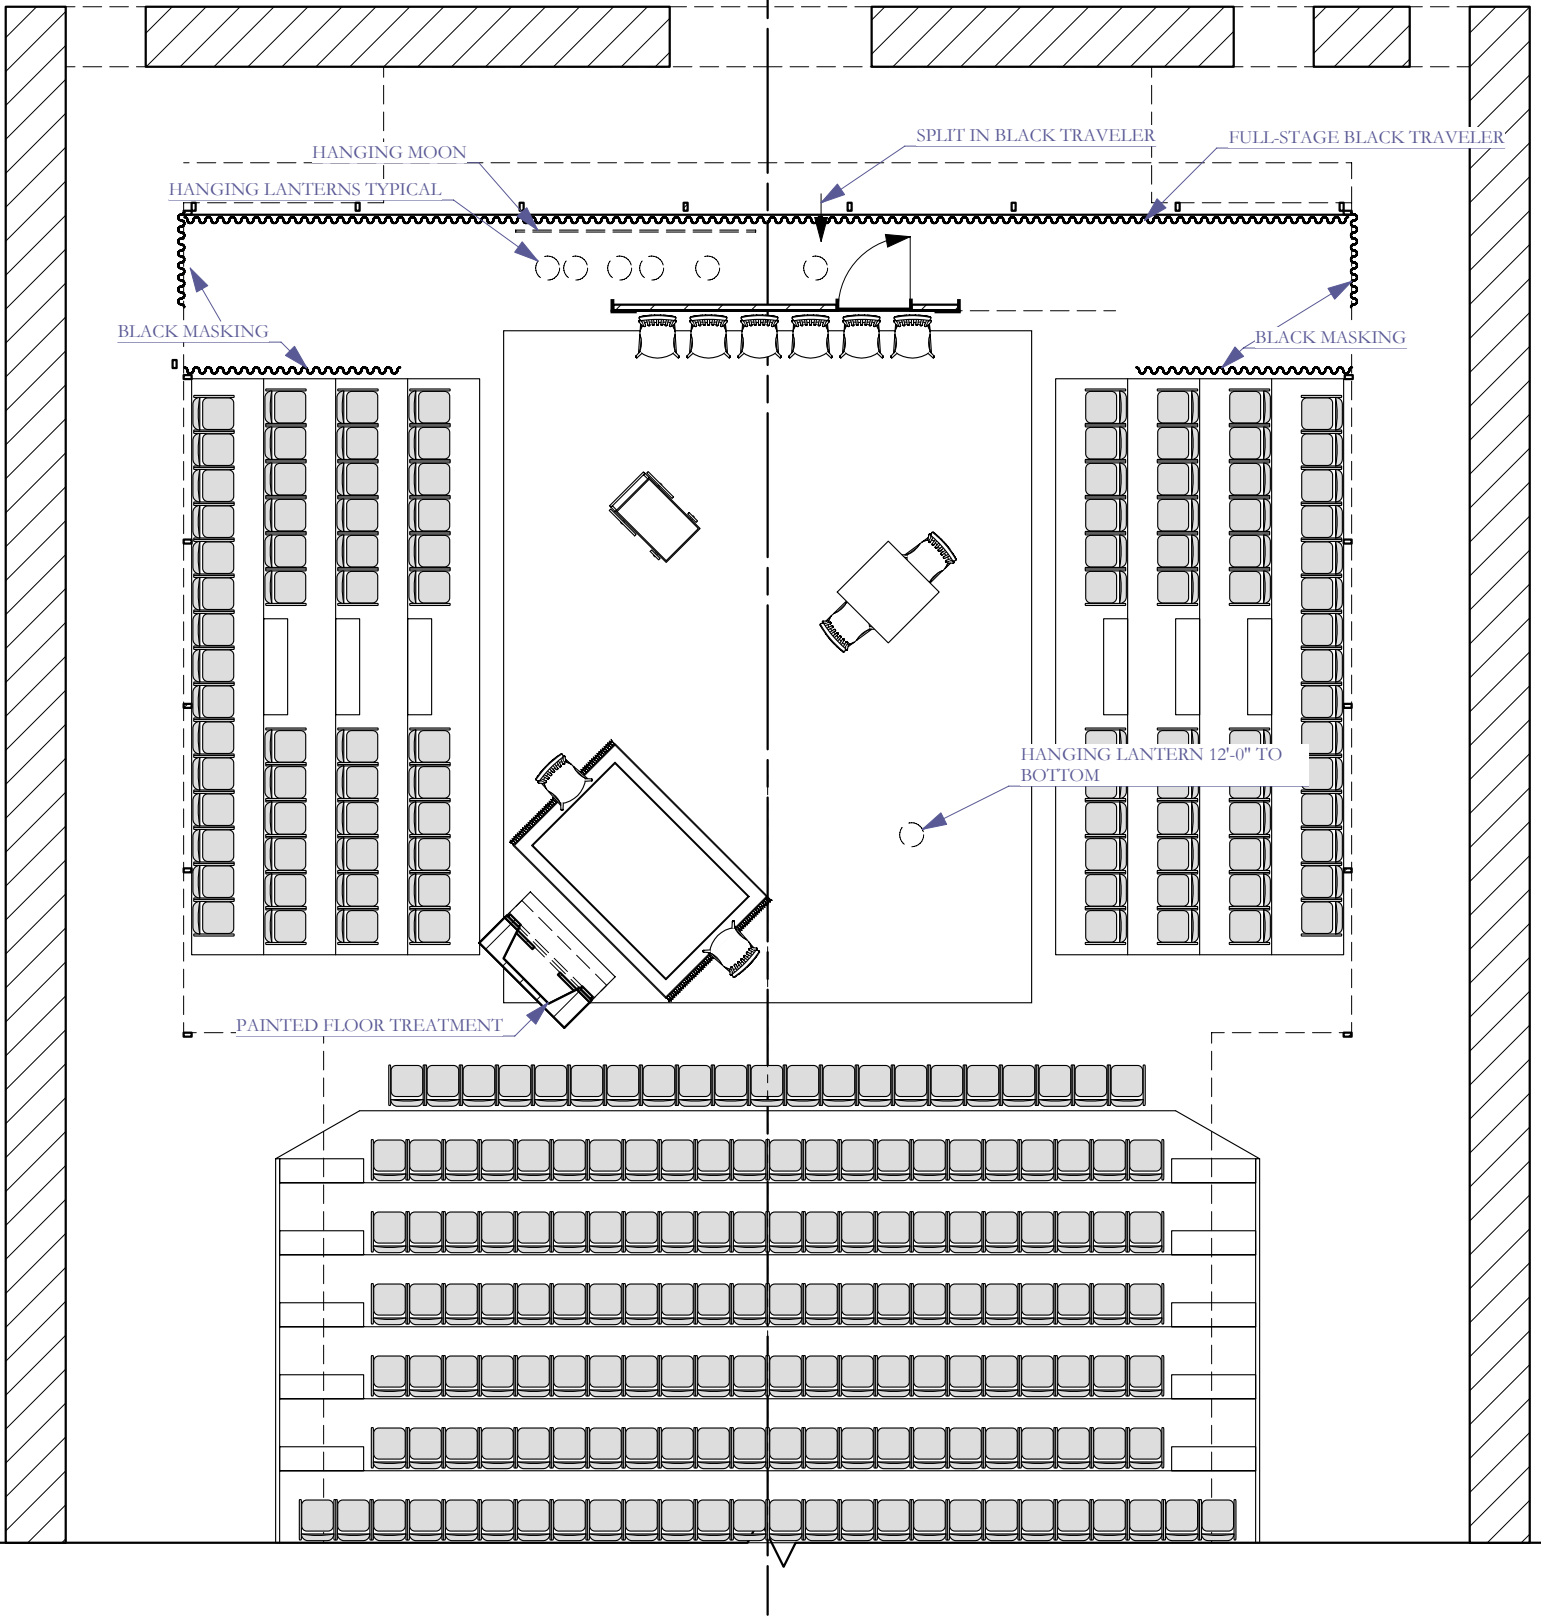 SPLIT IN BLACK TRAVELER
FULL-STAGE BLACK TRAVELER
HANGING MOON
HANGING LANTERNS TYPICAL
BLACK MASKING
BLACK MASKING
HANGING LANTERN 12'-0" TO
BOTTOM
PAINTED FLOOR TREATMENT